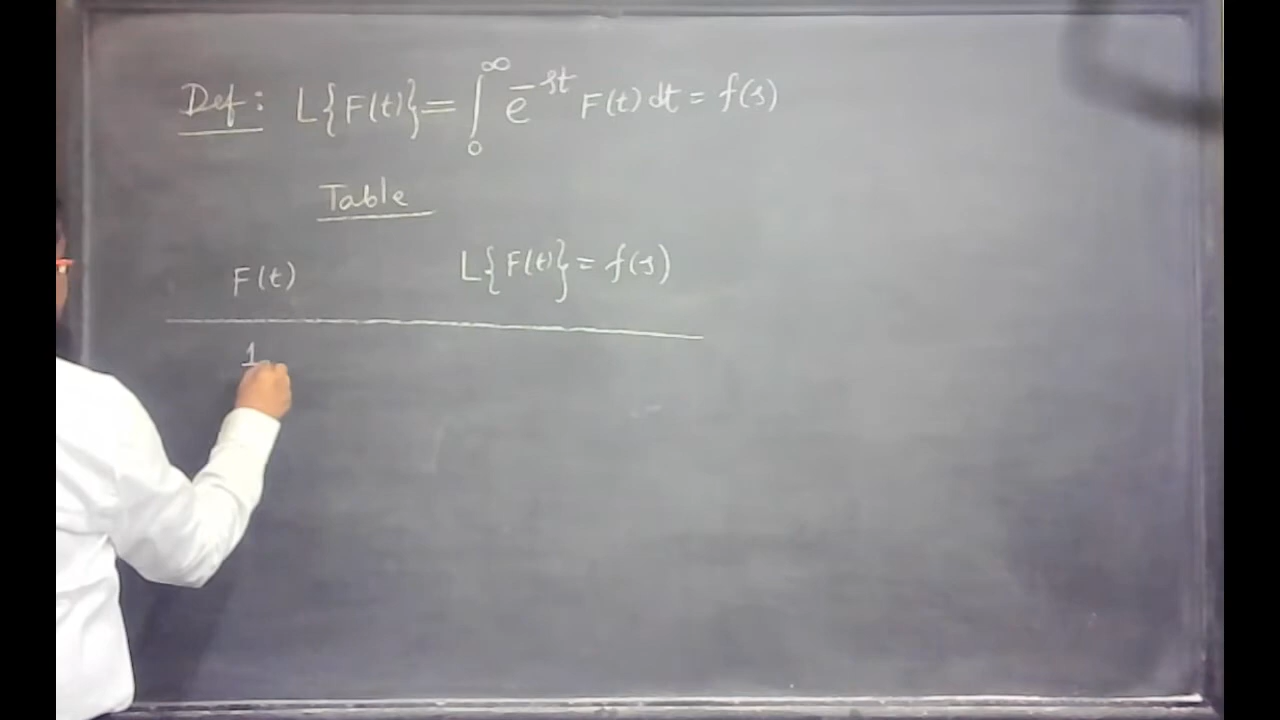 Def: L{F(t)} = ∫₀^∞ e^{-st} F(t) dt = f(s)
Table
F(t) L{F(t)} = f(s)
1